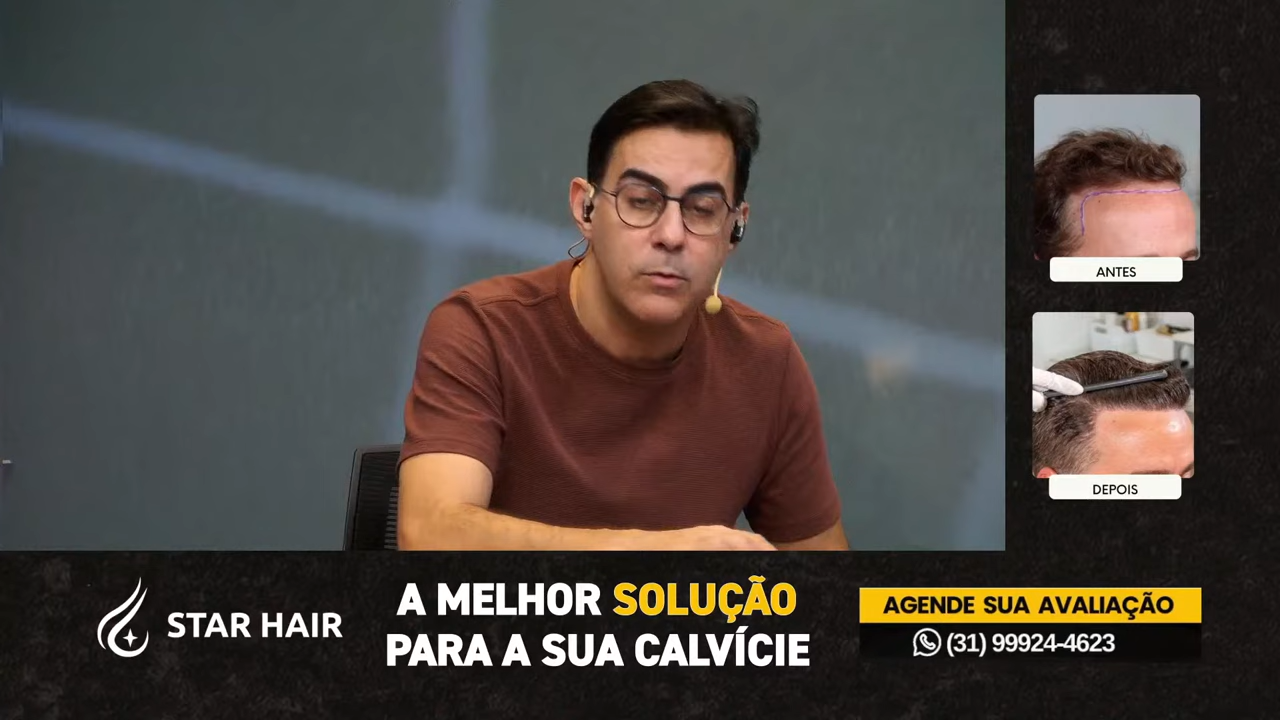 ANTES
DEPOIS
STAR HAIR
A MELHOR SOLUÇÃO
PARA A SUA CALVÍCIE
AGENDE SUA AVALIAÇÃO
(31) 99924-4623